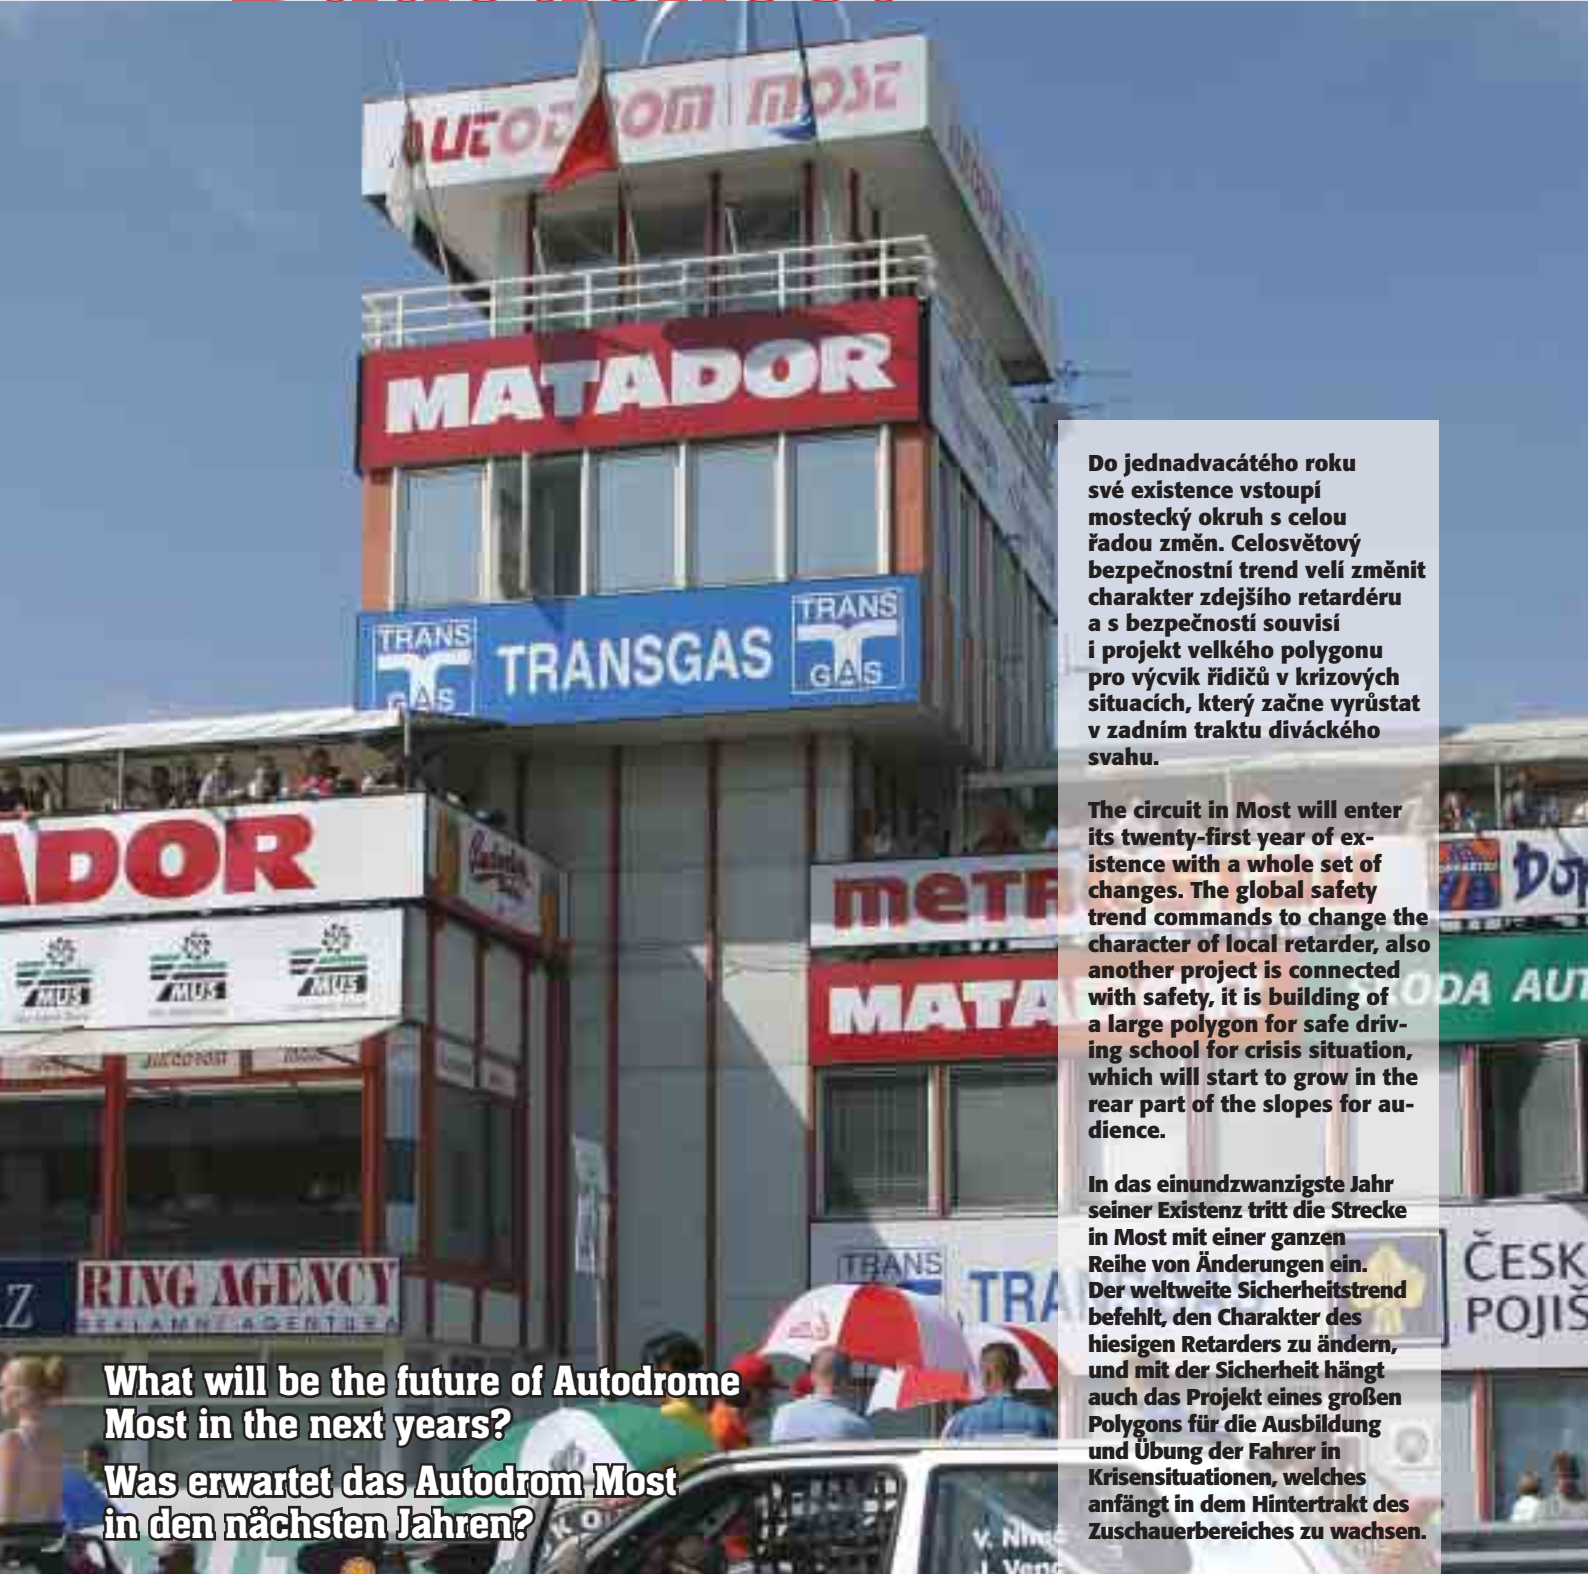 AUTODROM MOST
MATADOR
TRANS GAS
TRANSGAS
TRANS GAS
ADOR
MUS
MUS
MUS
RING AGENCY
REKLAMNÍ AGENTURA
Z
MATA
TRANS
TRA
ODA AUT
ČESK
POJIŠ
What will be the future of Autodrome
Most in the next years?
Was erwartet das Autodrom Most
in den nächsten Jahren?
Do jednadvacátého roku
své existence vstoupí
mostecký okruh s celou
řadou změn. Celosvětový
bezpečnostní trend velí změnit
charakter zdejšího retardéru
a s bezpečností souvisí
i projekt velkého polygonu
pro výcvik řidičů v krizových
situacích, který začne vyrůstat
v zadním traktu diváckého
svahu.
The circuit in Most will enter
its twenty-first year of ex-
istence with a whole set of
changes. The global safety
trend commands to change the
character of local retarder, also
another project is connected
with safety, it is building of
a large polygon for safe driv-
ing school for crisis situation,
which will start to grow in the
rear part of the slopes for au-
dience.
In das einundzwanzigste Jahr
seiner Existenz tritt die Strecke
in Most mit einer ganzen
Reihe von Änderungen ein.
Der weltweite Sicherheitstrend
befehlt, den Charakter des
hiesigen Retarders zu ändern,
und mit der Sicherheit hängt
auch das Projekt eines großen
Polygons für die Ausbildung
und Übung der Fahrer in
Krisensituationen, welches
anfängt in dem Hintertrakt des
Zuschauerbereiches zu wachsen.